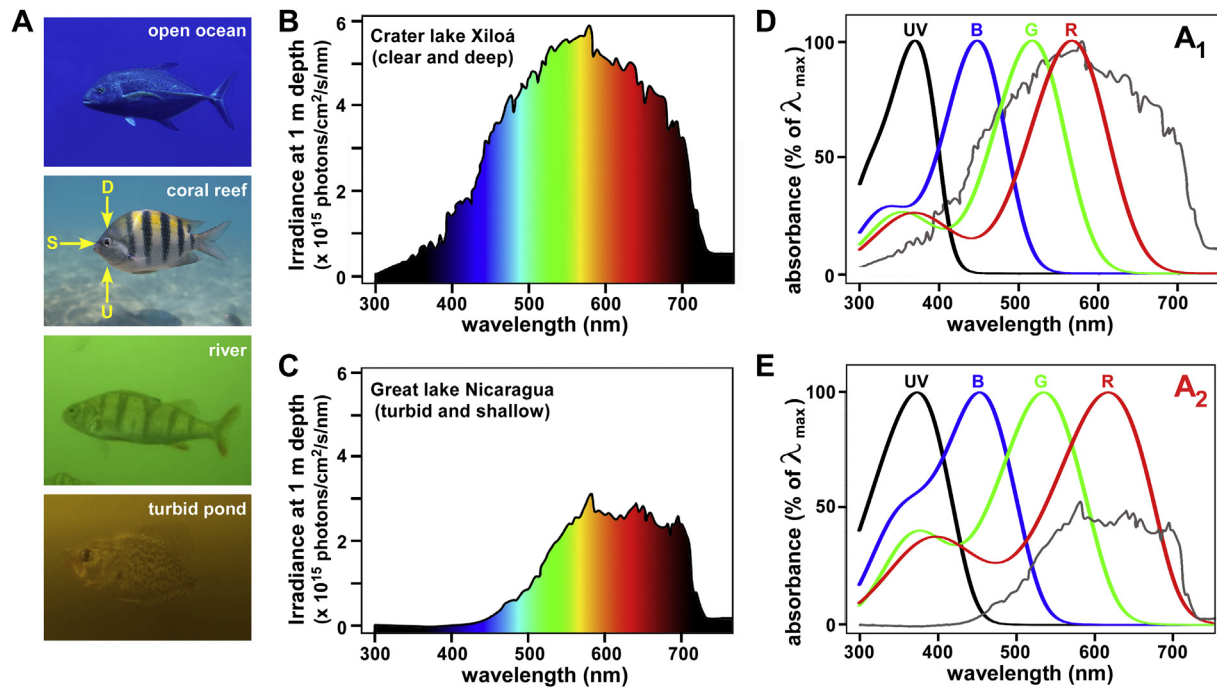 A
open ocean
coral reef
D
S
U
river
turbid pond
B
Crater lake Xiloá
(clear and deep)
Irradiance at 1 m depth
(x 10¹⁵ photons/cm²/s/nm)
6
4
2
0
300 400 500 600 700
wavelength (nm)
C
Great lake Nicaragua
(turbid and shallow)
Irradiance at 1 m depth
(x 10¹⁵ photons/cm²/s/nm)
6
4
2
0
300 400 500 600 700
wavelength (nm)
D
UV B G R
A₁
absorbance (% of λ max)
100
50
0
300 400 500 600 700
wavelength (nm)
E
UV B G R
A₂
absorbance (% of λ max)
100
50
0
300 400 500 600 700
wavelength (nm)